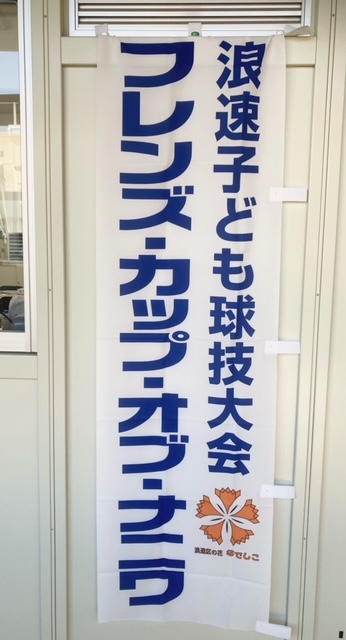 浪速子ども球技大会
フレンズ・カップ・オブ・ナニワ
浪速区の花 なでしこ